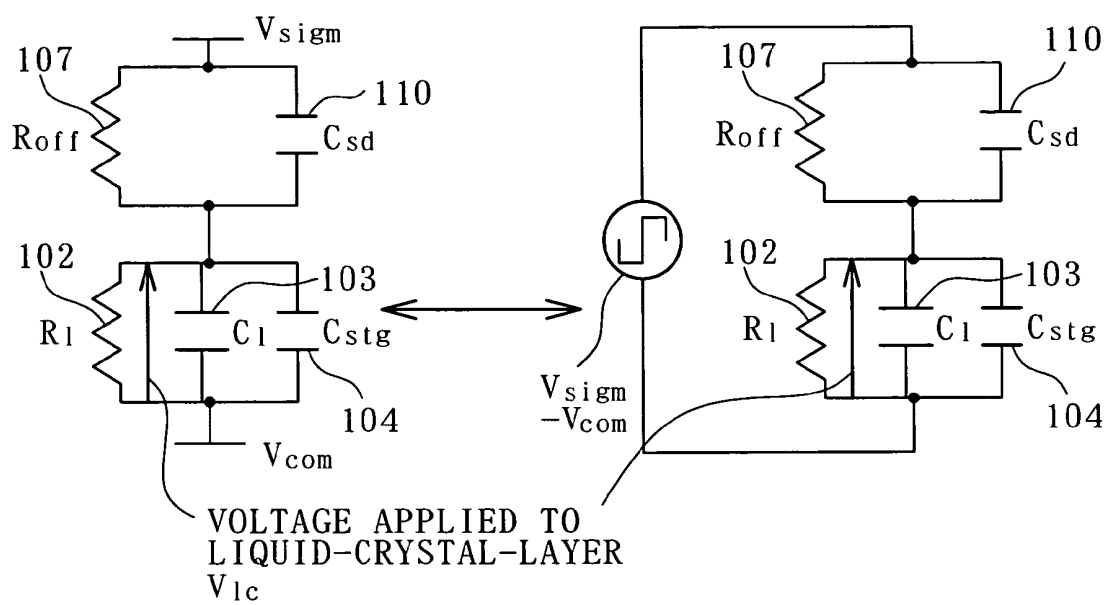 Vsigm
107
110
Roff
Csd
102
103
Rl
Cl
Cstg
104
Vcom
107
110
Roff
Csd
102
103
Rl
Cl
Cstg
104
Vsigm
-Vcom
VOLTAGE APPLIED TO
LIQUID-CRYSTAL-LAYER
Vlc